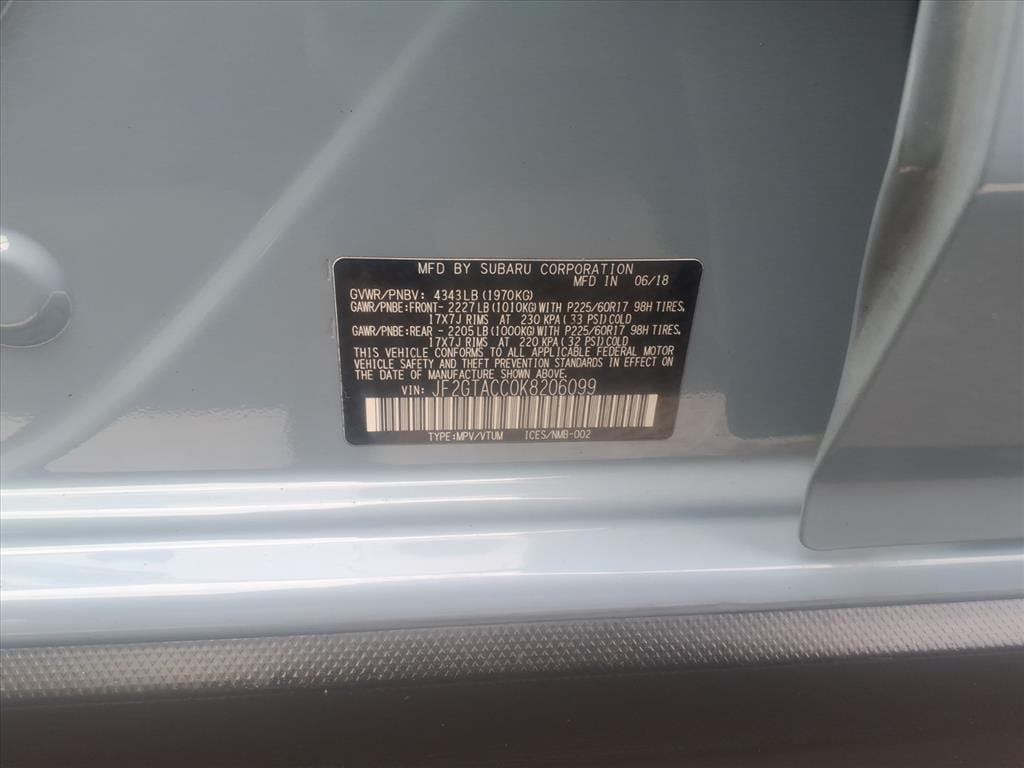 MFD BY SUBARU CORPORATION
MFD IN 06/18
GVWR/PNBV: 4343LB(1970KG)
GAWR/PNBE:FRONT-2227LB(1010KG)WITH P225/60R17 98H TIRES,
17X7J RIMS AT 230 KPA(33 PSI)COLD
GAWR/PNBE:REAR -2205LB(1000KG)WITH P225/60R17 98H TIRES,
17X7J RIMS AT 220 KPA(32 PSI)COLD
THIS VEHICLE CONFORMS TO ALL APPLICABLE FEDERAL MOTOR
VEHICLE SAFETY AND THEFT PREVENTION STANDARDS IN EFFECT ON
THE DATE OF MANUFACTURE SHOWN ABOVE.
VIN: JF2GTACC0K8206099
TYPE:MPV/VTUM ICES/NMB-002